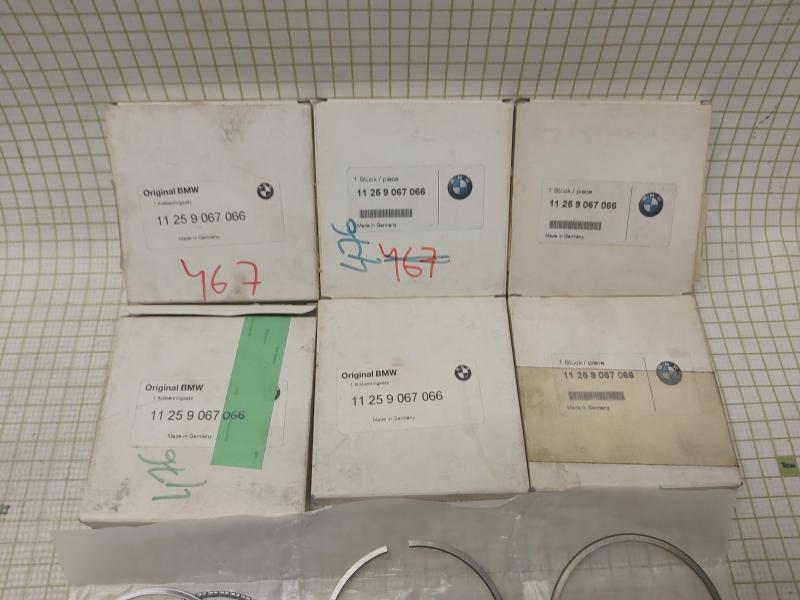 Original BMW
1 Kolbenringsatz
11 25 9 067 066
Made in Germany
467
1 Stück / piece
11 25 9 067 066
Made in Germany
476
467
1 Stück / piece
11 25 9 067 066
Made in Germany
Original BMW
1 Kolbenringsatz
11 25 9 067 066
Made in Germany
476
Original BMW
1 Kolbenringsatz
11 25 9 067 066
Made in Germany
1 Stück / piece
11 25 9 067 066
Made in Germany